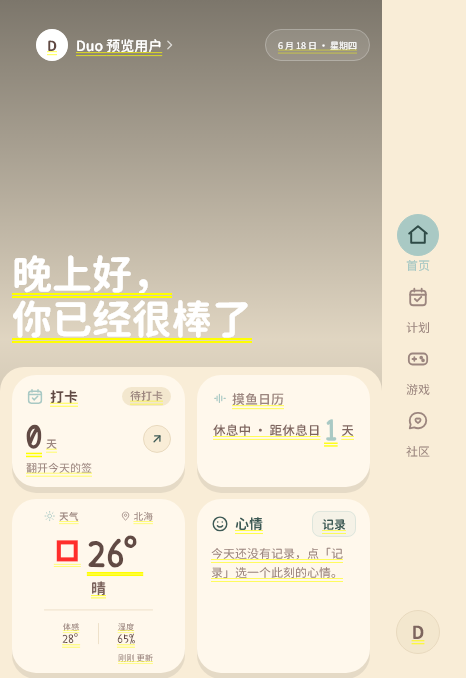 D
Duo 预览用户
6月18日 · 星期四
晚上好，
你已经很棒了
打卡
待打卡
0 天
翻开今天的签
摸鱼日历
休息中 · 距休息日 1 天
天气
北海
26°
晴
体感
28°
湿度
65%
刚刚 更新
心情
记录
今天还没有记录，点「记
录」选一个此刻的心情。
首页
计划
游戏
社区
D